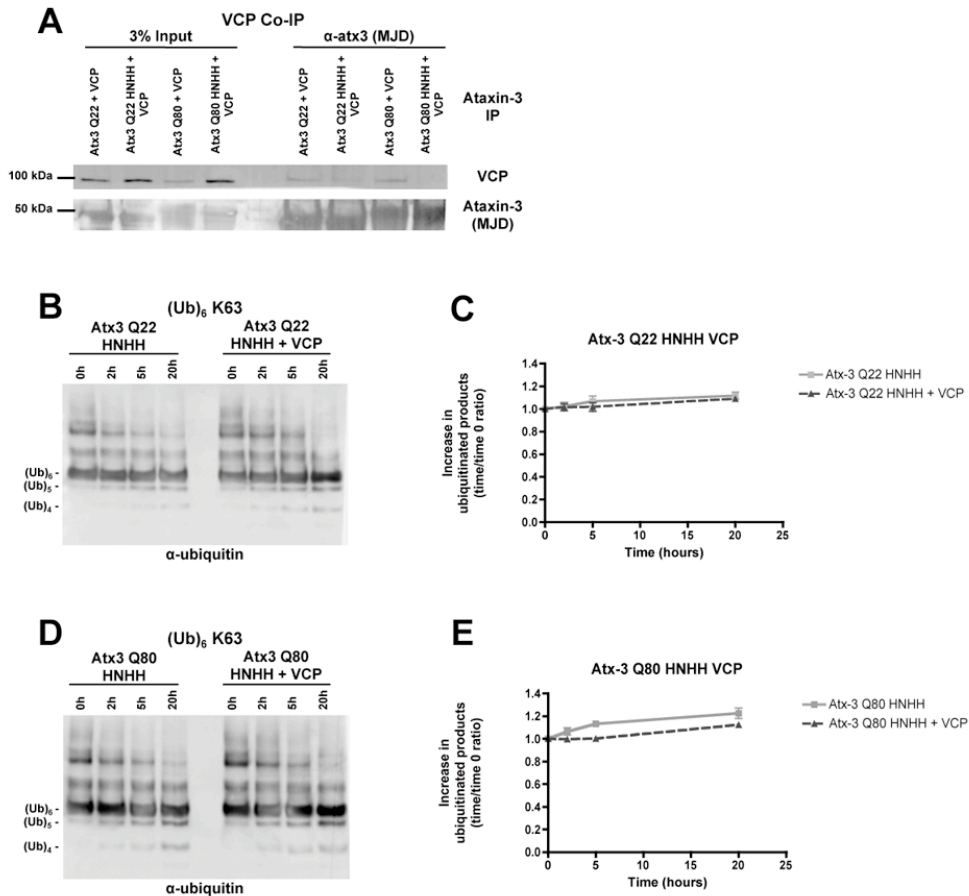 A
VCP Co-IP
3% Input
α-atx3 (MJD)
Atx3 Q22 + VCP
Atx3 Q22 HNHH +
VCP
Atx3 Q80 + VCP
Atx3 Q80 HNHH +
VCP
Atx3 Q22 + VCP
Atx3 Q22 HNHH +
VCP
Atx3 Q80 + VCP
Atx3 Q80 HNHH +
VCP
Ataxin-3
IP
100 kDa
VCP
50 kDa
Ataxin-3
(MJD)
B
(Ub)₆ K63
Atx3 Q22
HNHH
Atx3 Q22
HNHH + VCP
0h 2h 5h 20h 0h 2h 5h 20h
(Ub)₆ -
(Ub)₅ -
(Ub)₄ -
α-ubiquitin
C
Atx-3 Q22 HNHH VCP
Increase in
ubiquitinated products
(time/time 0 ratio)
1.4
1.2
1.0
0.8
0.6
0.4
0.2
0.0
0 5 10 15 20 25
Time (hours)
Atx-3 Q22 HNHH
Atx-3 Q22 HNHH + VCP
D
(Ub)₆ K63
Atx3 Q80
HNHH
Atx3 Q80
HNHH + VCP
0h 2h 5h 20h 0h 2h 5h 20h
(Ub)₆ -
(Ub)₅ -
(Ub)₄ -
α-ubiquitin
E
Atx-3 Q80 HNHH VCP
Increase in
ubiquitinated products
(time/time 0 ratio)
1.4
1.2
1.0
0.8
0.6
0.4
0.2
0.0
0 5 10 15 20 25
Time (hours)
Atx-3 Q80 HNHH
Atx-3 Q80 HNHH + VCP